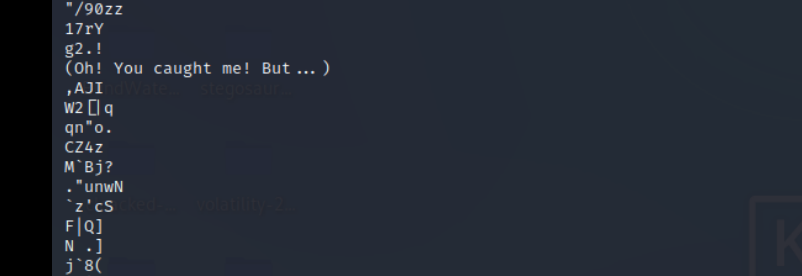 "/90zz
17rY
g2.!
(Oh! You caught me! But...)
,AJI
W2▯q
qn"o.
CZ4z
M`Bj?
."unwN
`z'cS
F|Q]
N .]
j`8(